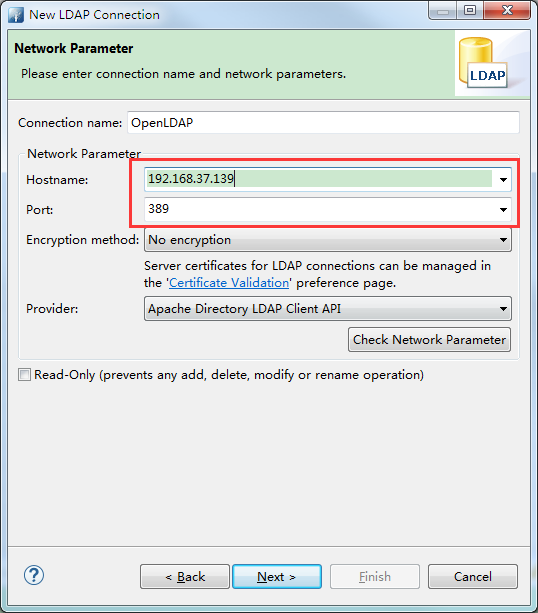 New LDAP Connection
Network Parameter
Please enter connection name and network parameters.
LDAP
Connection name: OpenLDAP
Network Parameter
Hostname: 192.168.37.139
Port: 389
Encryption method: No encryption
Server certificates for LDAP connections can be managed in
the 'Certificate Validation' preference page.
Provider: Apache Directory LDAP Client API
Check Network Parameter
Read-Only (prevents any add, delete, modify or rename operation)
? < Back Next > Finish Cancel